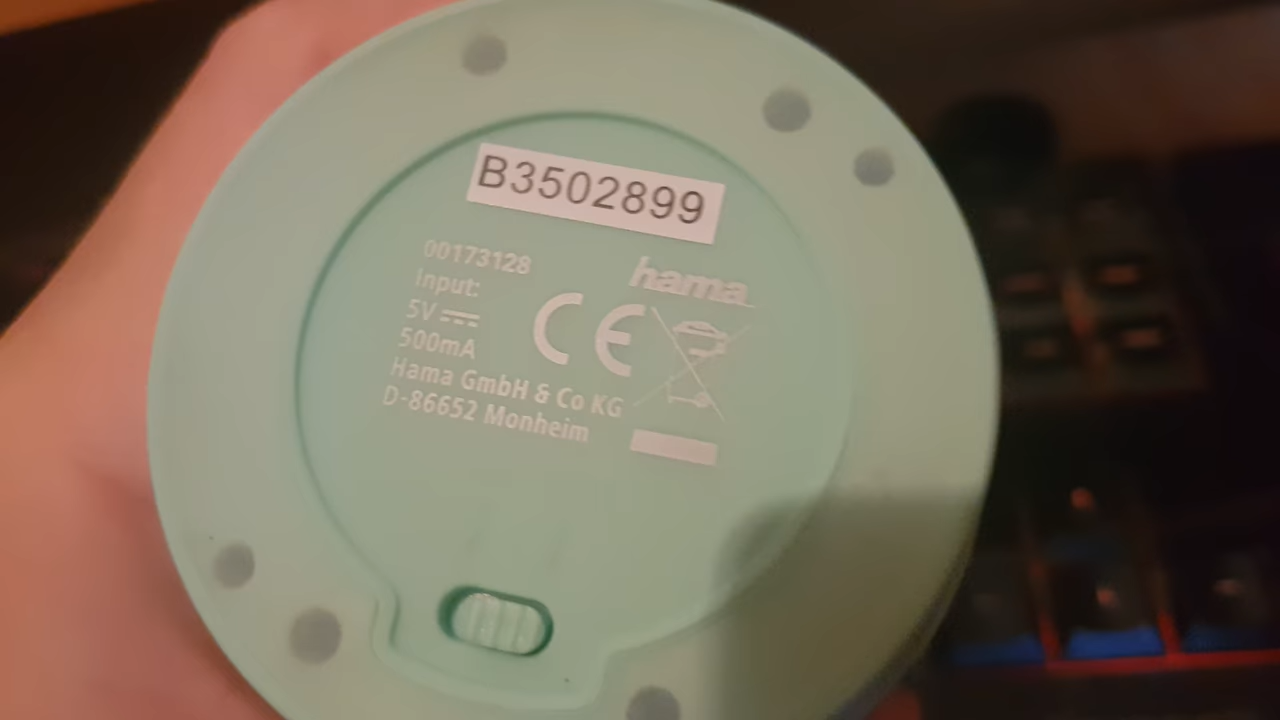 B3502899
00173128
hama
Input:
5V
500mA
CE
Hama GmbH & Co KG
D-86652 Monheim